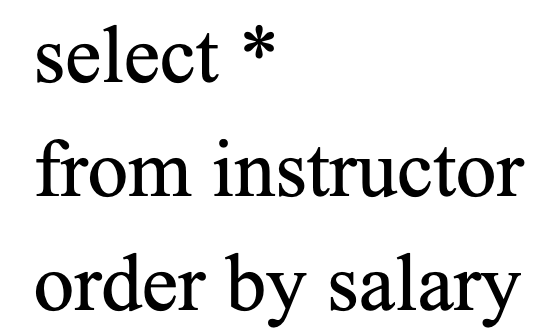 select *
from instructor
order by salary